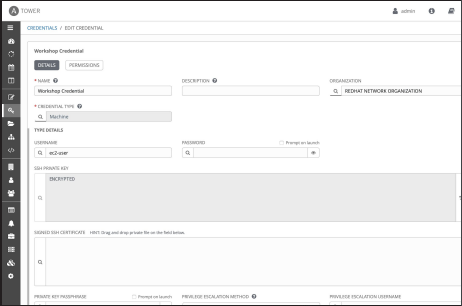 A TOWER
admin
CREDENTIALS / EDIT CREDENTIAL
Workshop Credential
DETAILS PERMISSIONS
* NAME DESCRIPTION ORGANIZATION
Workshop Credential REDHAT NETWORK ORGANIZATION
* CREDENTIAL TYPE
Machine
TYPE DETAILS
USERNAME PASSWORD Prompt on launch
ec2-user
SSH PRIVATE KEY
ENCRYPTED
SIGNED SSH CERTIFICATE HINT: Drag and drop private file on the field below.
PRIVATE KEY PASSPHRASE Prompt on launch PRIVILEGE ESCALATION METHOD PRIVILEGE ESCALATION USERNAME